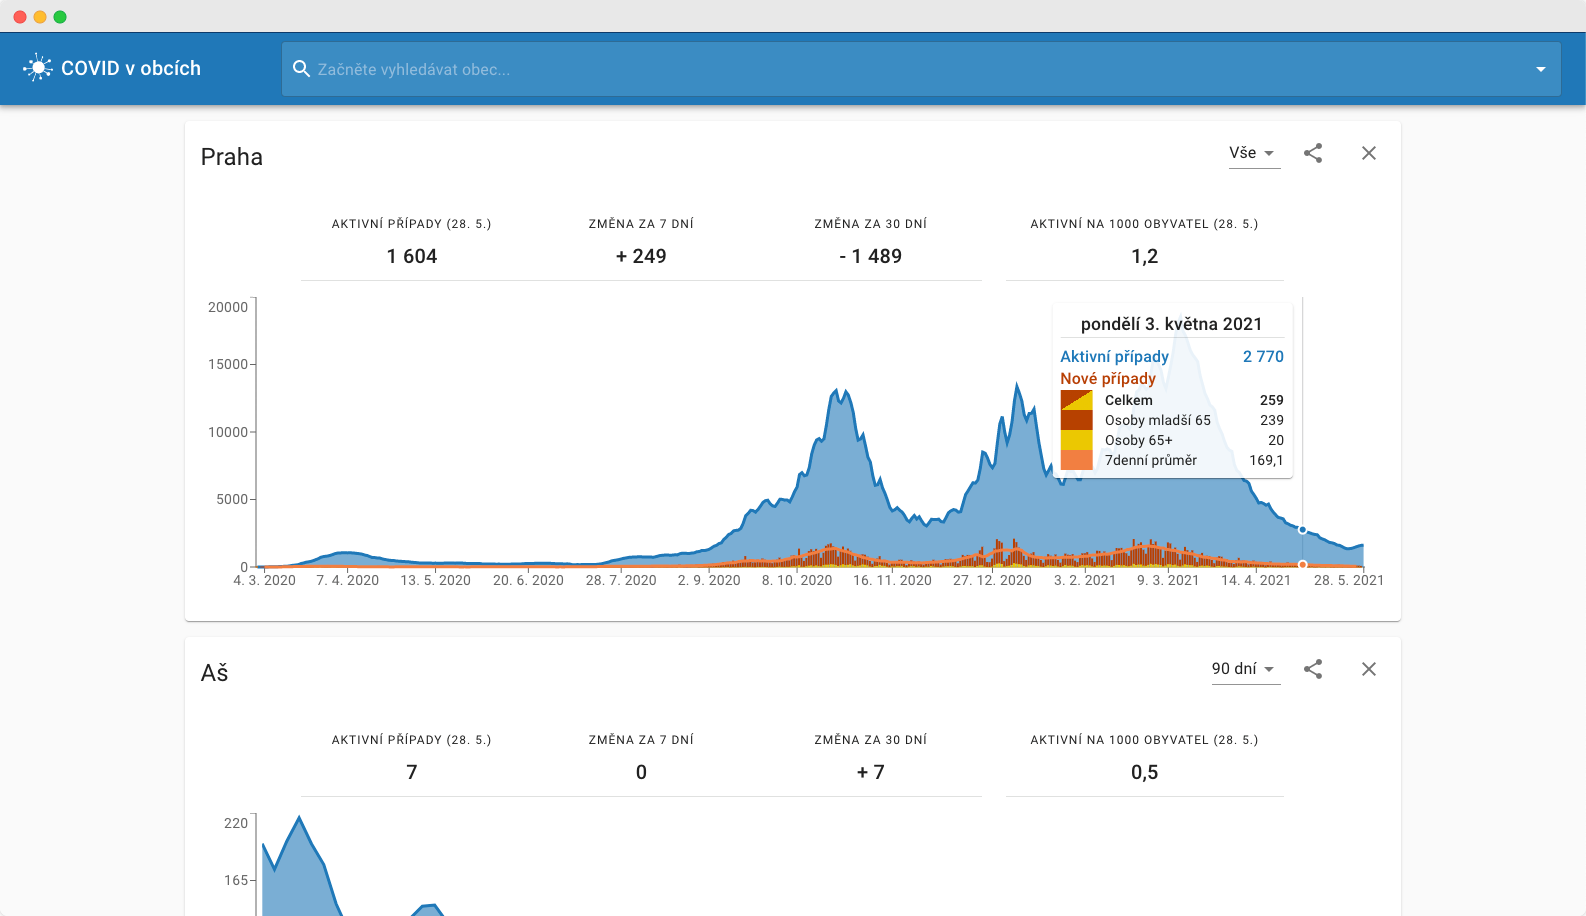 COVID v obcích
Začněte vyhledávat obec...
Praha
Vše
AKTIVNÍ PŘÍPADY (28. 5.) ZMĚNA ZA 7 DNÍ ZMĚNA ZA 30 DNÍ AKTIVNÍ NA 1000 OBYVATEL (28. 5.)
1 604 + 249 - 1 489 1,2
20000
15000
10000
5000
0
pondělí 3. května 2021
Aktivní případy 2 770
Nové případy
Celkem 259
Osoby mladší 65 239
Osoby 65+ 20
7denní průměr 169,1
4. 3. 2020 7. 4. 2020 13. 5. 2020 20. 6. 2020 28. 7. 2020 2. 9. 2020 8. 10. 2020 16. 11. 2020 27. 12. 2020 3. 2. 2021 9. 3. 2021 14. 4. 2021 28. 5. 2021
Aš
90 dní
AKTIVNÍ PŘÍPADY (28. 5.) ZMĚNA ZA 7 DNÍ ZMĚNA ZA 30 DNÍ AKTIVNÍ NA 1000 OBYVATEL (28. 5.)
7 0 + 7 0,5
220
165